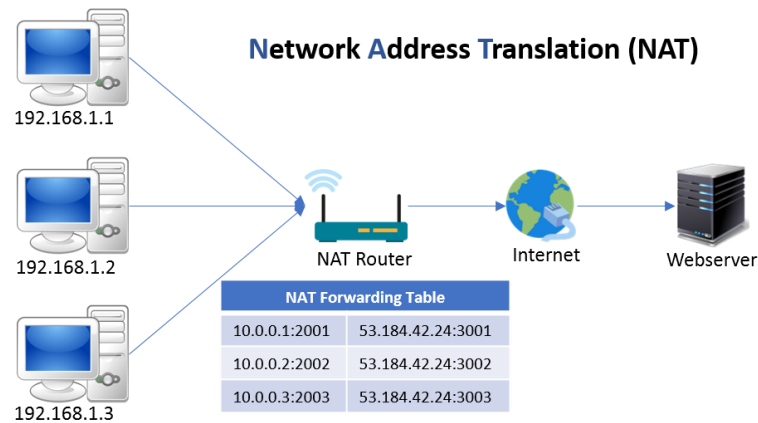 Network Address Translation (NAT)
192.168.1.1
192.168.1.2
192.168.1.3
NAT Router
Internet
Webserver
NAT Forwarding Table
10.0.0.1:2001 53.184.42.24:3001
10.0.0.2:2002 53.184.42.24:3002
10.0.0.3:2003 53.184.42.24:3003